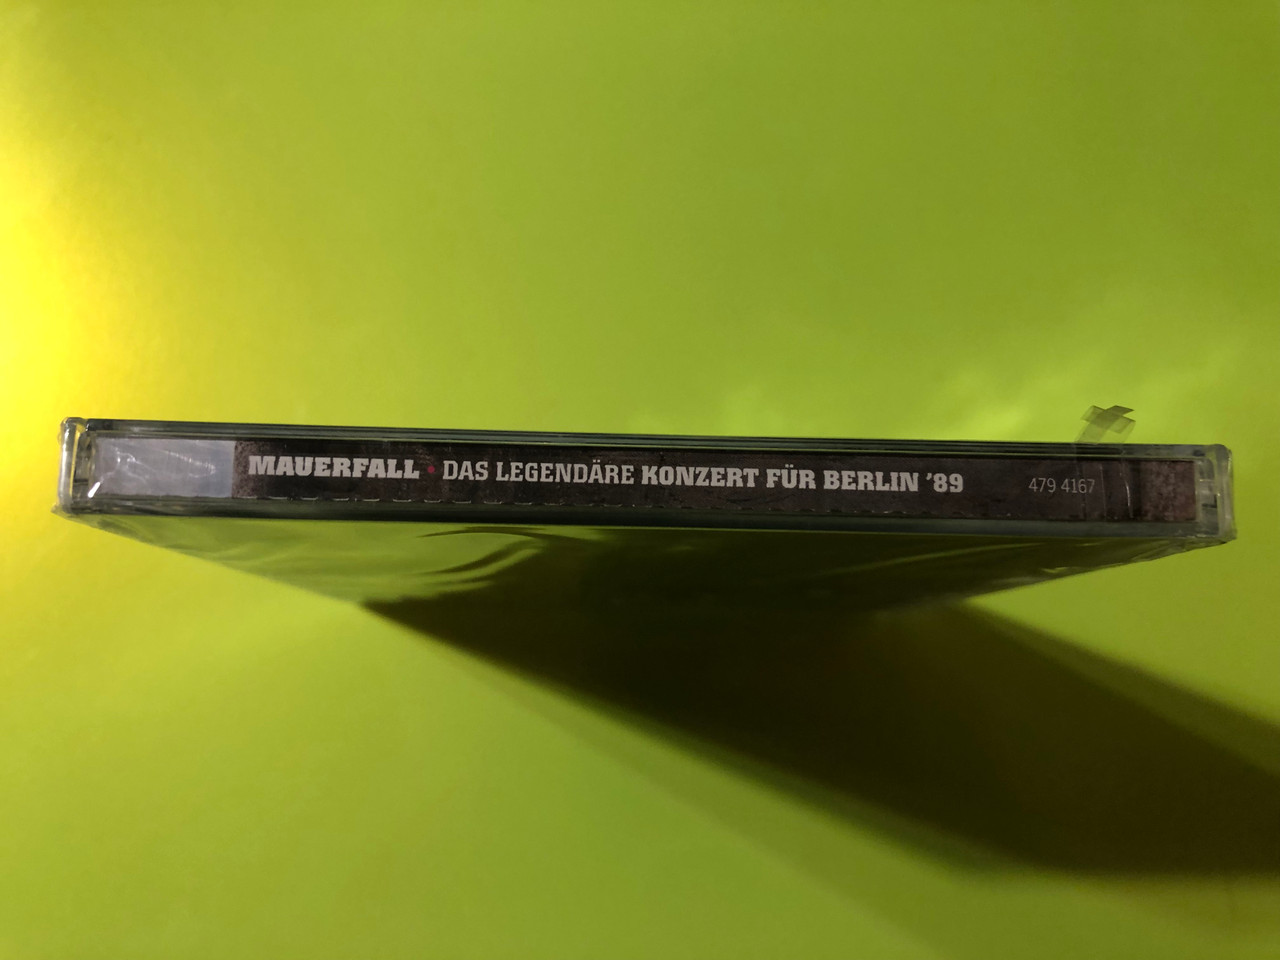 MAUERFALL • DAS LEGENDÄRE KONZERT FÜR BERLIN '89 479 4167